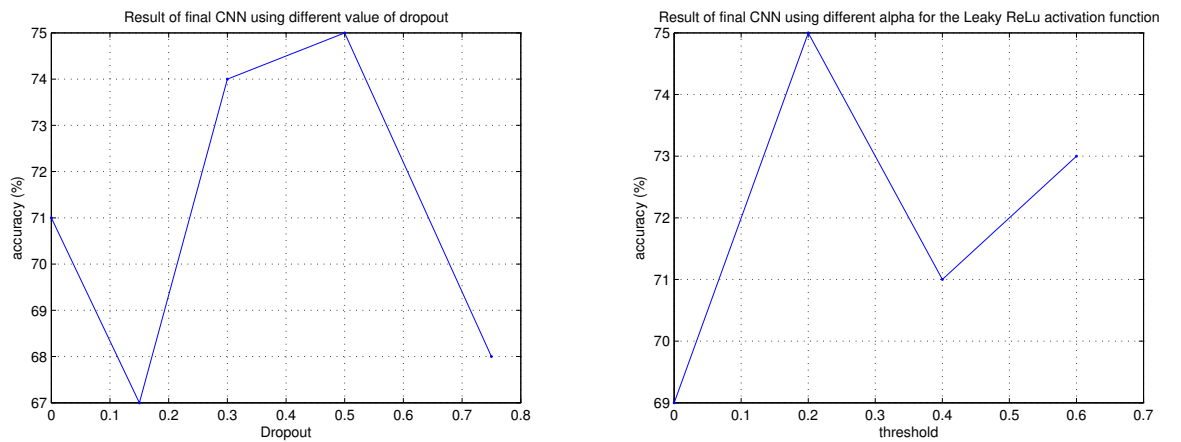 Result of final CNN using different value of dropout
75
74
73
72
71
70
69
68
67
accuracy (%)
0 0.1 0.2 0.3 0.4 0.5 0.6 0.7 0.8
Dropout
Result of final CNN using different alpha for the Leaky ReLu activation function
75
74
73
72
71
70
69
accuracy (%)
0 0.1 0.2 0.3 0.4 0.5 0.6 0.7
threshold